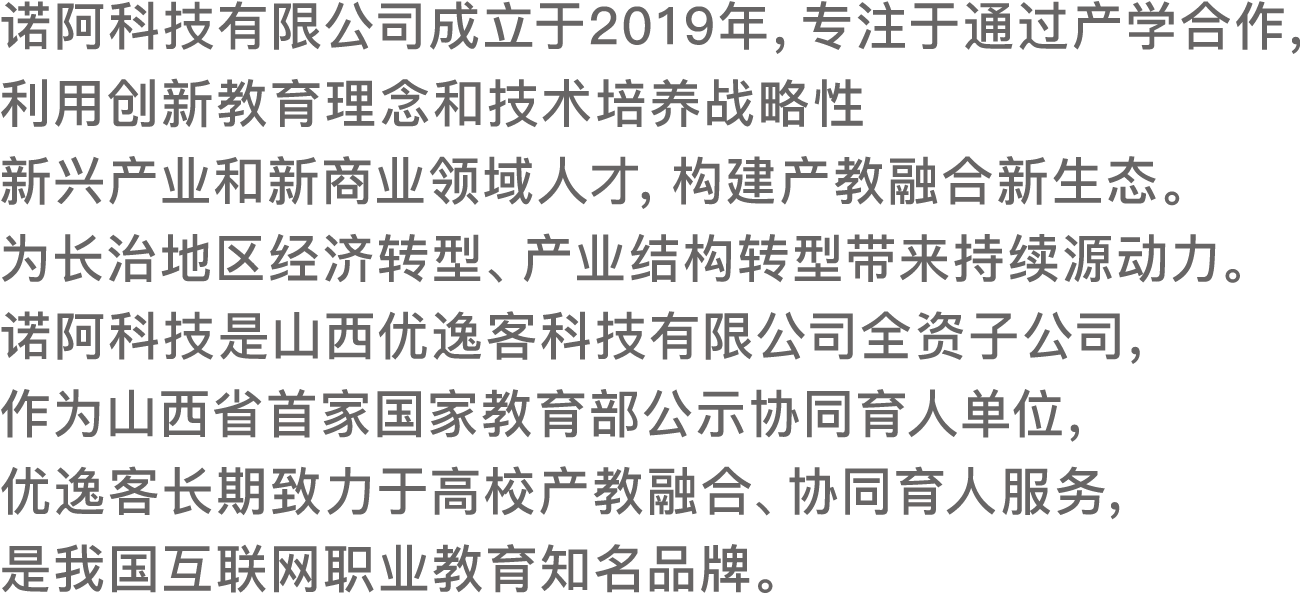 诺阿科技有限公司成立于2019年，专注于通过产学合作，
利用创新教育理念和技术培养战略性
新兴产业和新商业领域人才，构建产教融合新生态。
为长治地区经济转型、产业结构转型带来持续源动力。
诺阿科技是山西优逸客科技有限公司全资子公司，
作为山西省首家国家教育部公示协同育人单位，
优逸客长期致力于高校产教融合、协同育人服务，
是我国互联网职业教育知名品牌。